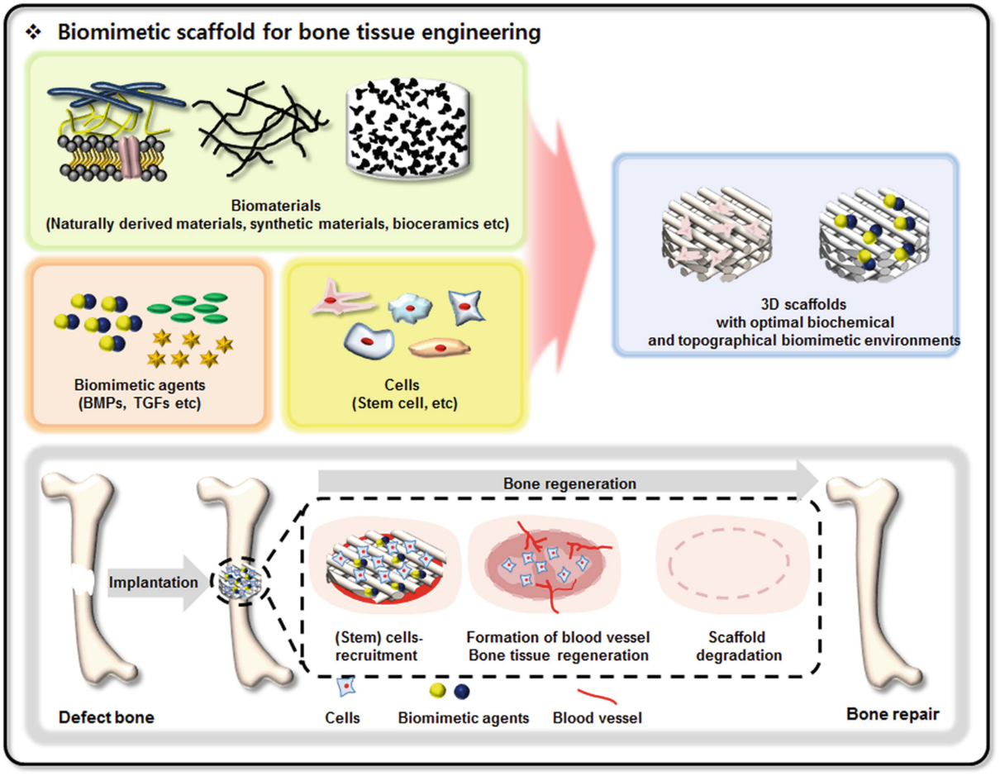 ❖ Biomimetic scaffold for bone tissue engineering
Biomaterials
(Naturally derived materials, synthetic materials, bioceramics etc)
Biomimetic agents
(BMPs, TGFs etc)
Cells
(Stem cell, etc)
3D scaffolds
with optimal biochemical
and topographical biomimetic environments
Bone regeneration
Implantation
(Stem) cells-
recruitment
Formation of blood vessel
Bone tissue regeneration
Scaffold
degradation
Cells
Biomimetic agents
Blood vessel
Defect bone
Bone repair